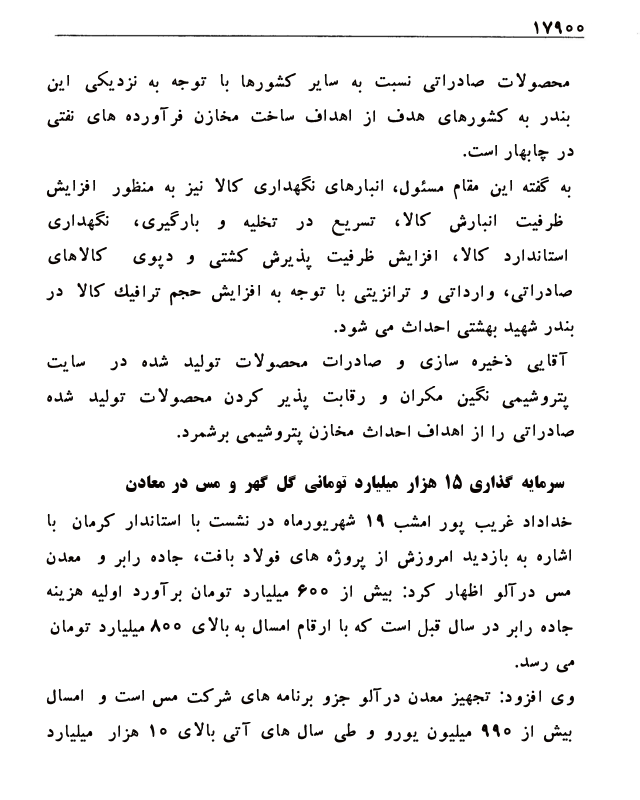 ۱۷۹۰۰
محصولات صادراتی نسبت به سایر کشورها با توجه به نزدیکی این
بندر به کشورهای هدف از اهداف ساخت مخازن فرآورده های نفتی
در چابهار است.
به گفته این مقام مسئول، انبارهای نگهداری کالا نیز به منظور افزایش
ظرفیت انبارش کالا، تسریع در تخلیه و بارگیری، نگهداری
استاندارد کالا، افزایش ظرفیت پذیرش کشتی و دپوی کالاهای
صادراتی، وارداتی و ترانزیتی با توجه به افزایش حجم ترافیك کالا در
بندر شهید بهشتی احداث می شود.
آقایی ذخیره سازی و صادرات محصولات تولید شده در سایت
پتروشیمی نگین مکران و رقابت پذیر کردن محصولات تولید شده
صادراتی را از اهداف احداث مخازن پتروشیمی برشمرد.
سرمایه گذاری ۱۵ هزار میلیارد تومانی گل گهر و مس در معادن
خداداد غریب پور امشب ۱۹ شهریورماه در نشست با استاندار کرمان با
اشاره به بازدید امروزش از پروژه های فولاد بافت، جاده رابر و معدن
مس درآلو اظهار کرد: بیش از ۶۰۰ میلیارد تومان برآورد اولیه هزینه
جاده رابر در سال قبل است که با ارقام امسال به بالای ۸۰۰ میلیارد تومان
می رسد.
وی افزود: تجهیز معدن درآلو جزو برنامه های شرکت مس است و امسال
بیش از ۹۹۰ میلیون یورو و طی سال های آتی بالای ۱۰ هزار میلیارد